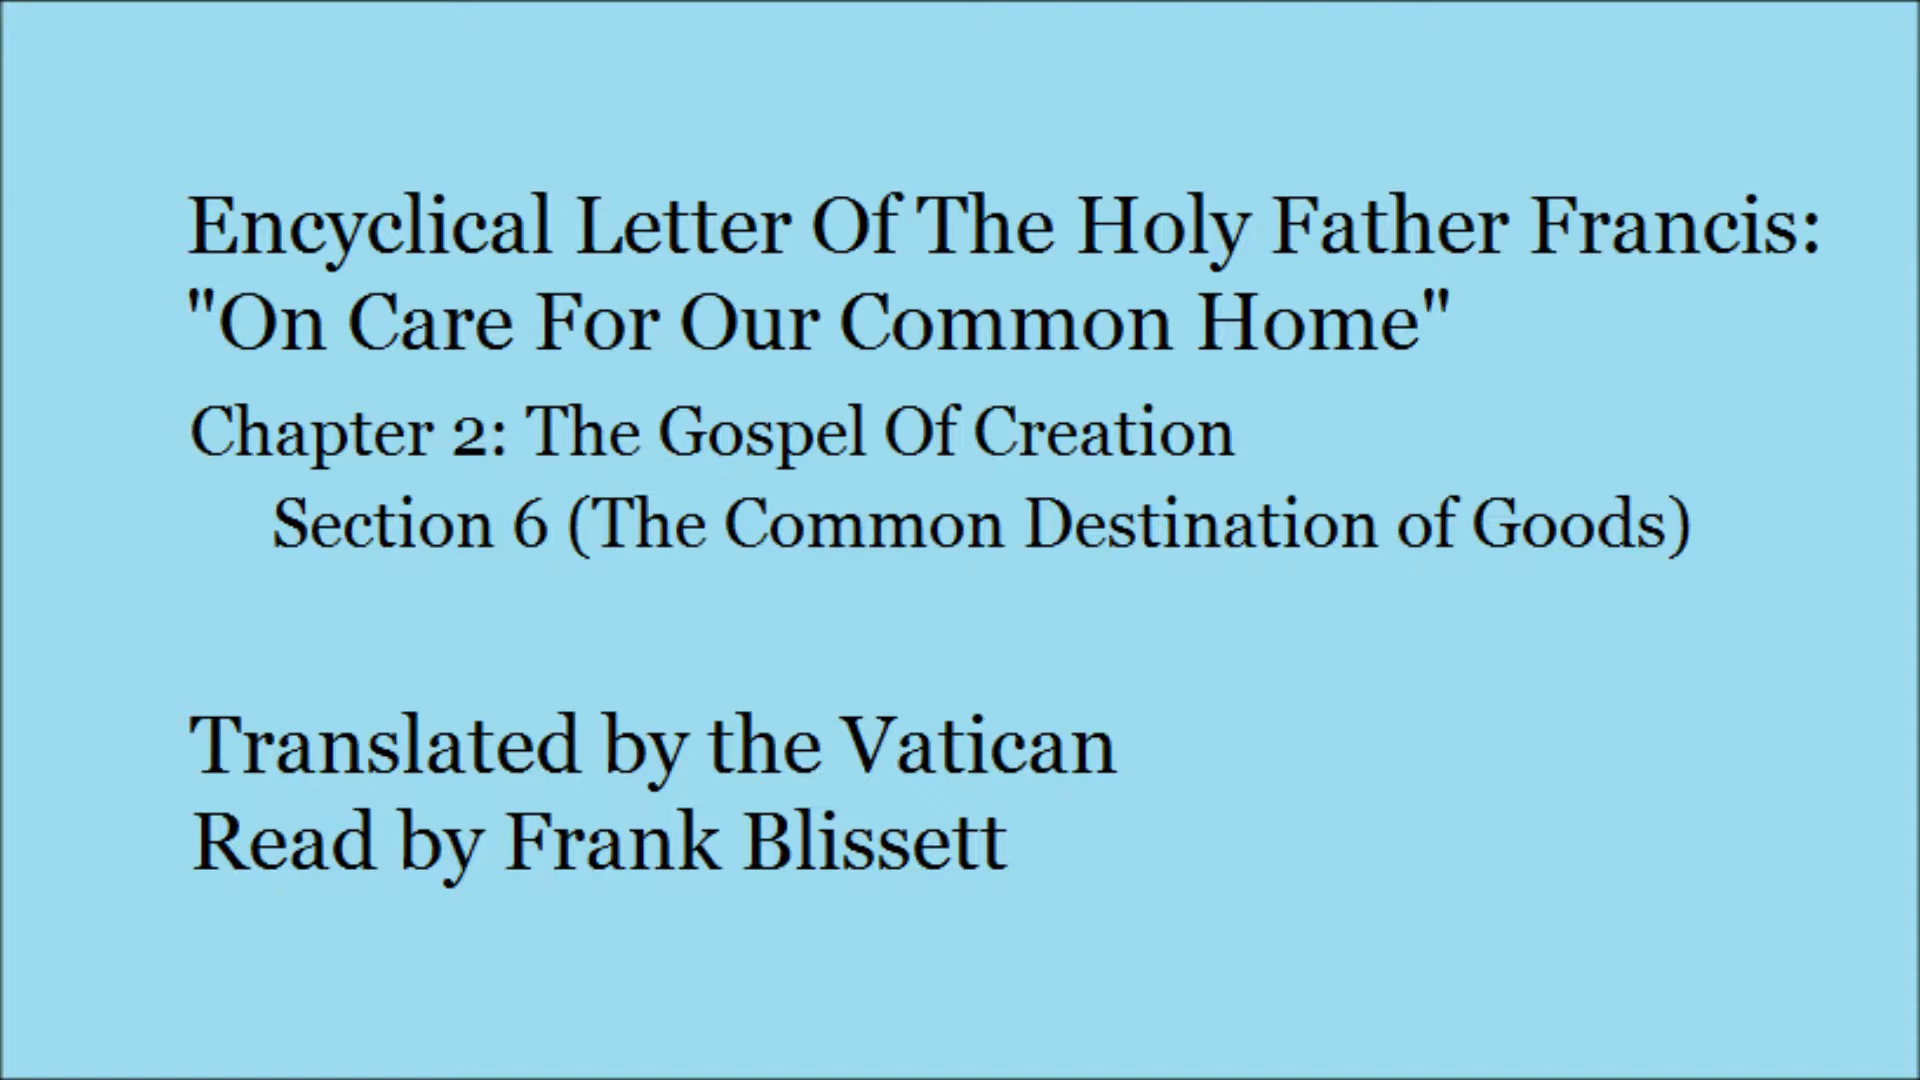 Encyclical Letter Of The Holy Father Francis:
"On Care For Our Common Home"
Chapter 2: The Gospel Of Creation
Section 6 (The Common Destination of Goods)
Translated by the Vatican
Read by Frank Blissett